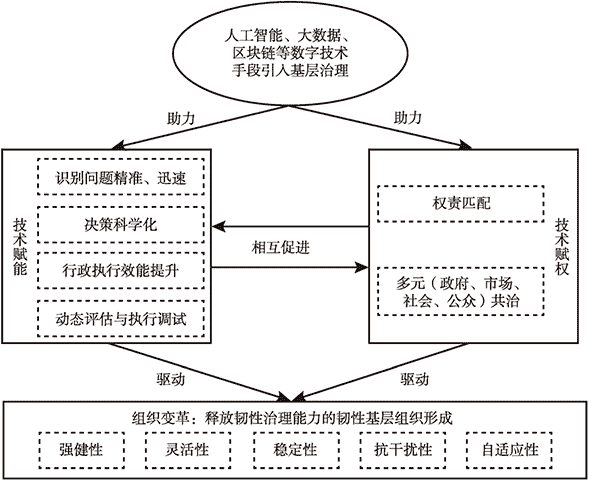 人工智能、大数据、
区块链等数字技术
手段引入基层治理
助力
助力
技术赋能
识别问题精准、迅速
决策科学化
行政执行效能提升
动态评估与执行调试
相互促进
权责匹配
多元（政府、市场、
社会、公众）共治
技术赋权
驱动
驱动
组织变革：释放韧性治理能力的韧性基层组织形成
强健性
灵活性
稳定性
抗干扰性
自适应性